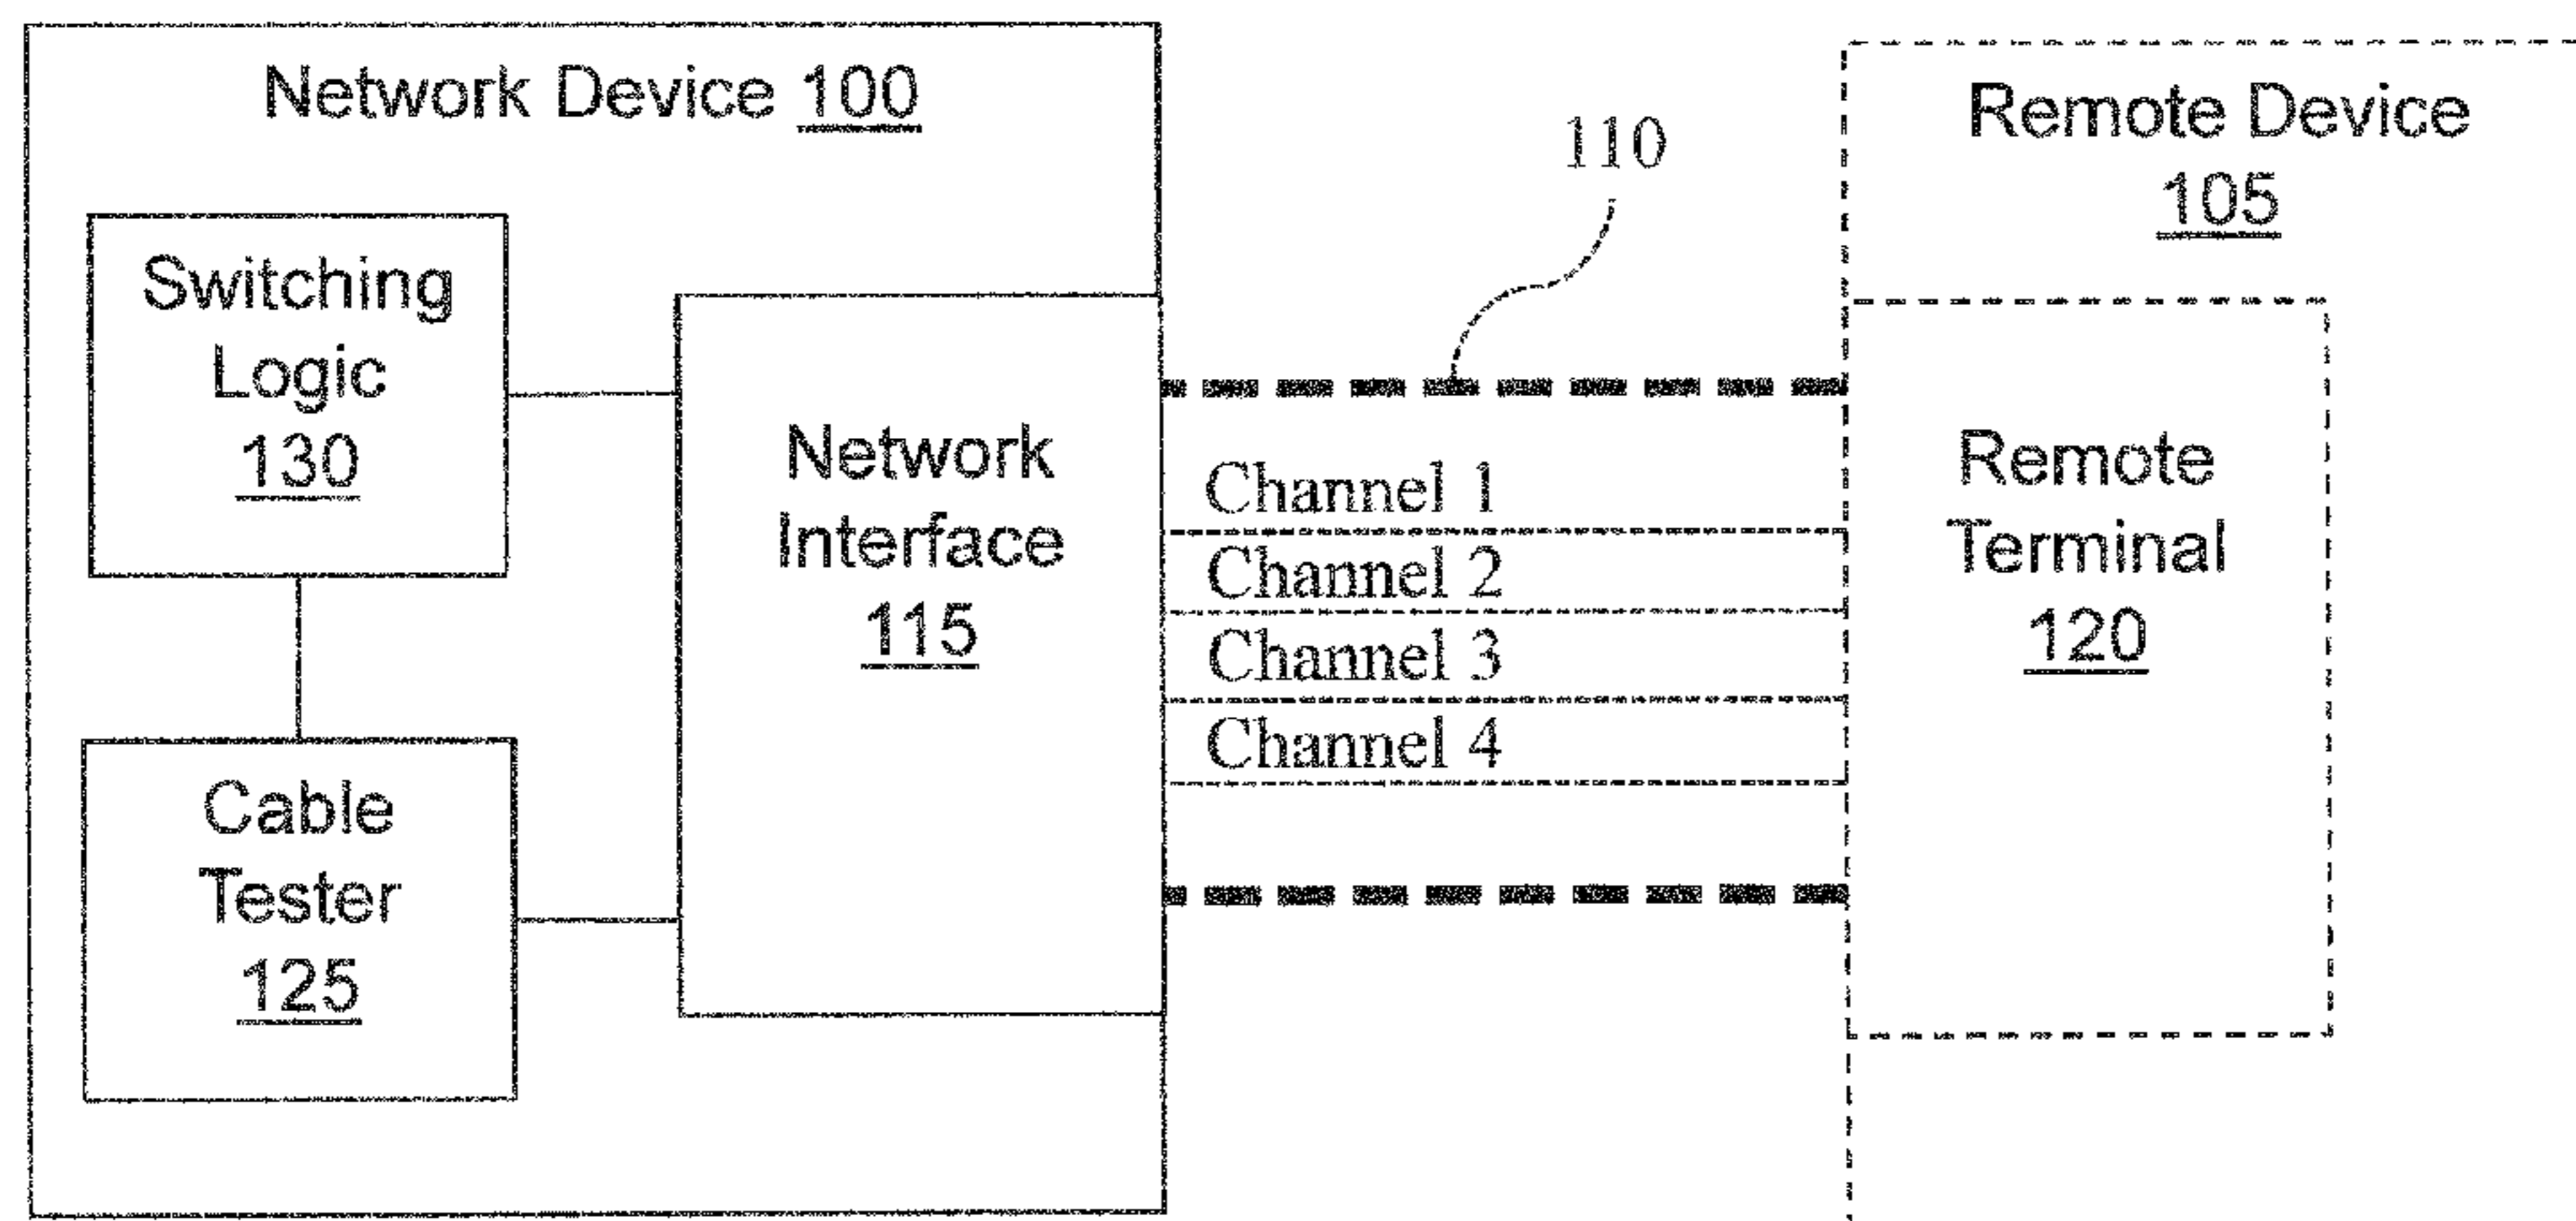 Network Device 100
Switching
Logic
130
Cable
Tester
125
Network
Interface
115
110
Channel 1
Channel 2
Channel 3
Channel 4
Remote Device
105
Remote
Terminal
120